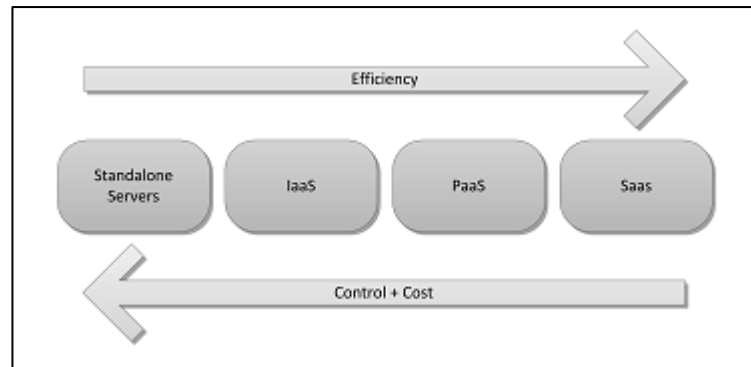 Efficiency
Standalone
Servers
IaaS
PaaS
Saas
Control + Cost